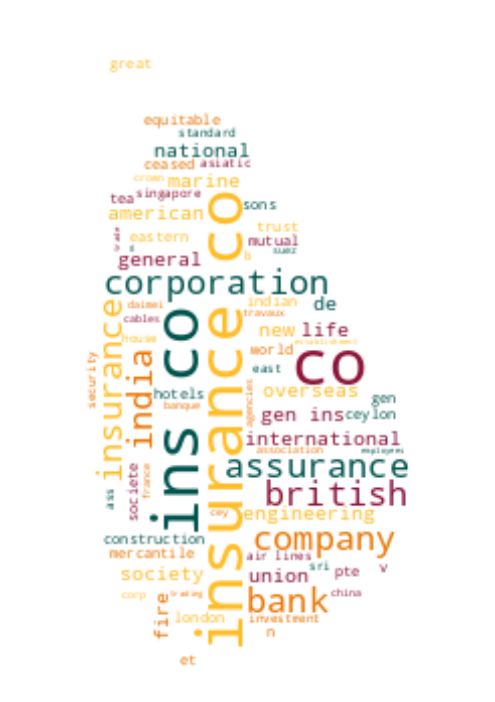 great
equitable
standard
national
ceased asiatic
crown marine
tea singapore
american
sons
insurance co
trust
eastern
mutual
suez
b
general
corporation
daimei
indian
de
travaux
cables
ins co
new life
house
establishment
world
co
insurance
india
security
east
hotels
overseas
banque
agencies
gen
gen ins
ceylon
international
association
employees
assurance
societe
france
british
ass
cey
engineering
construction
company
mercantile
air lines
sri
society
union
pte
v
corp
trading
bank
china
fire
london
investment
n
et